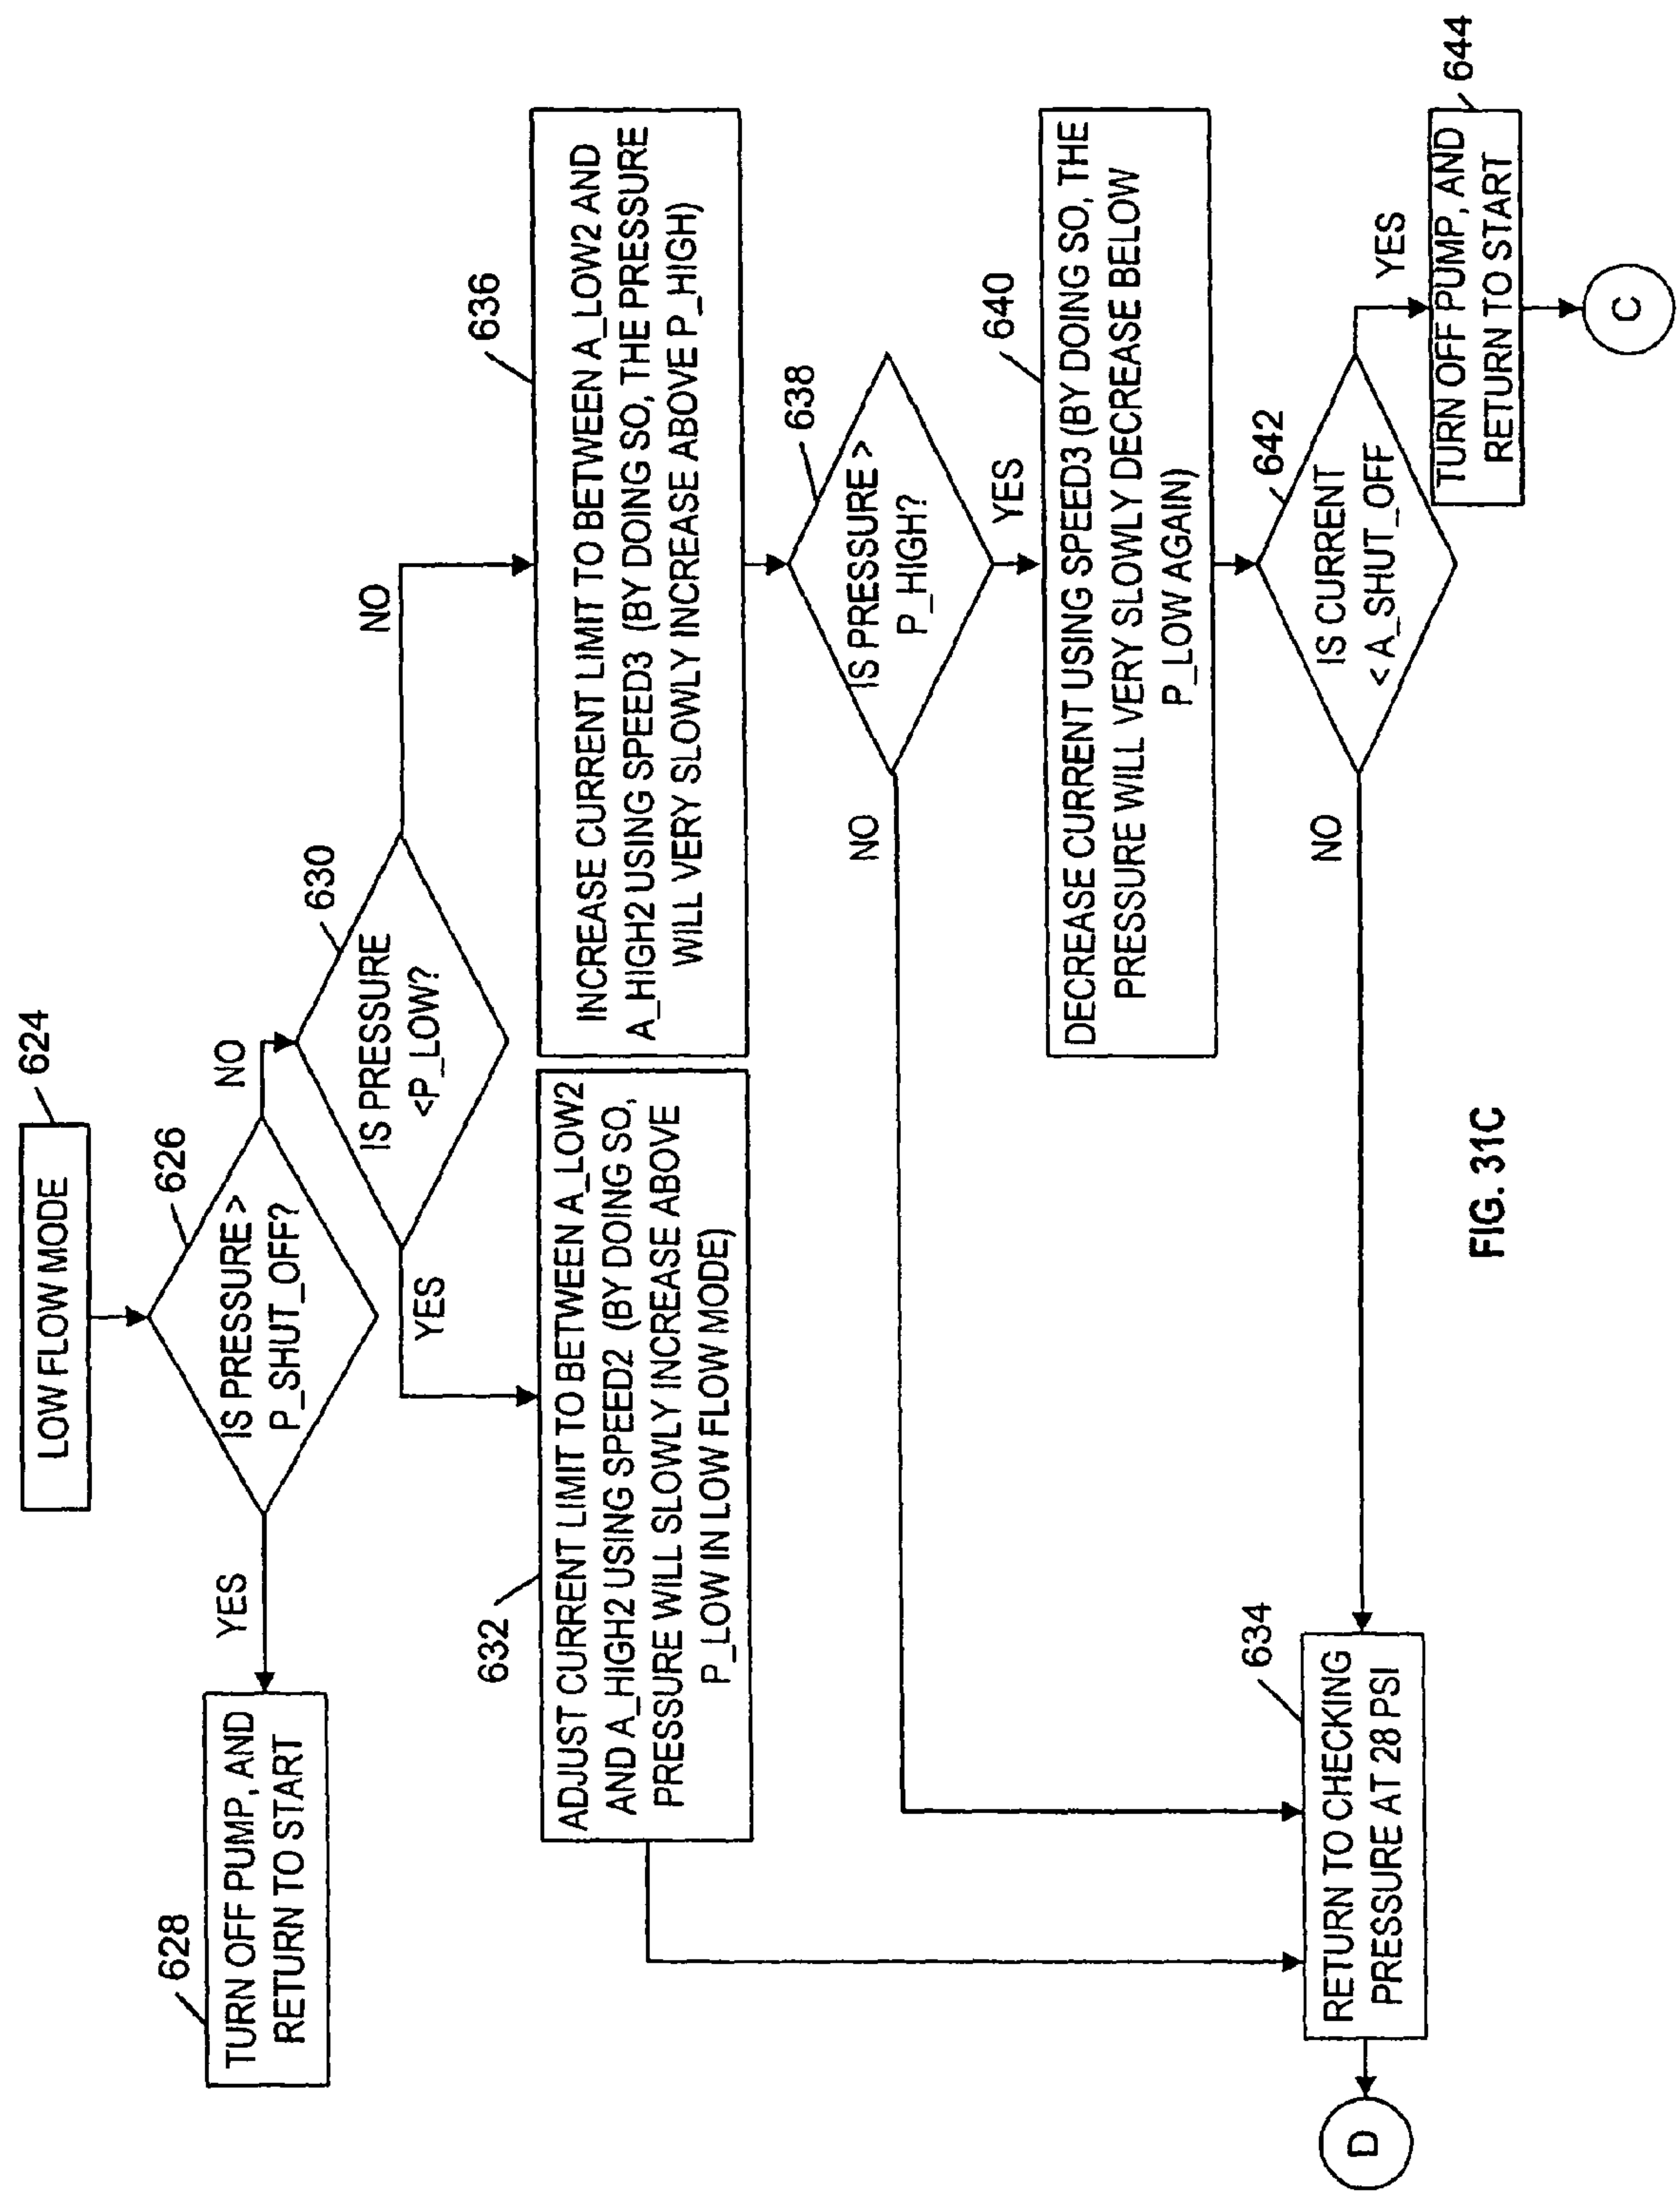 LOW FLOW MODE
624
626
IS PRESSURE >
P_SHUT_OFF?
YES
NO
628
TURN OFF PUMP, AND
RETURN TO START
630
IS PRESSURE
<P_LOW?
YES
NO
632
ADJUST CURRENT LIMIT TO BETWEEN A_LOW2
AND A_HIGH2 USING SPEED2 (BY DOING SO,
PRESSURE WILL SLOWLY INCREASE ABOVE
P_LOW IN LOW FLOW MODE)
636
INCREASE CURRENT LIMIT TO BETWEEN A_LOW2 AND
A_HIGH2 USING SPEED3 (BY DOING SO, THE PRESSURE
WILL VERY SLOWLY INCREASE ABOVE P_HIGH)
638
IS PRESSURE >
P_HIGH?
NO
YES
640
DECREASE CURRENT USING SPEED3 (BY DOING SO, THE
PRESSURE WILL VERY SLOWLY DECREASE BELOW
P_LOW AGAIN)
642
IS CURRENT
< A_SHUT_OFF
NO
YES
634
RETURN TO CHECKING
PRESSURE AT 28 PSI
D
644
TURN OFF PUMP, AND
RETURN TO START
C
FIG. 31C